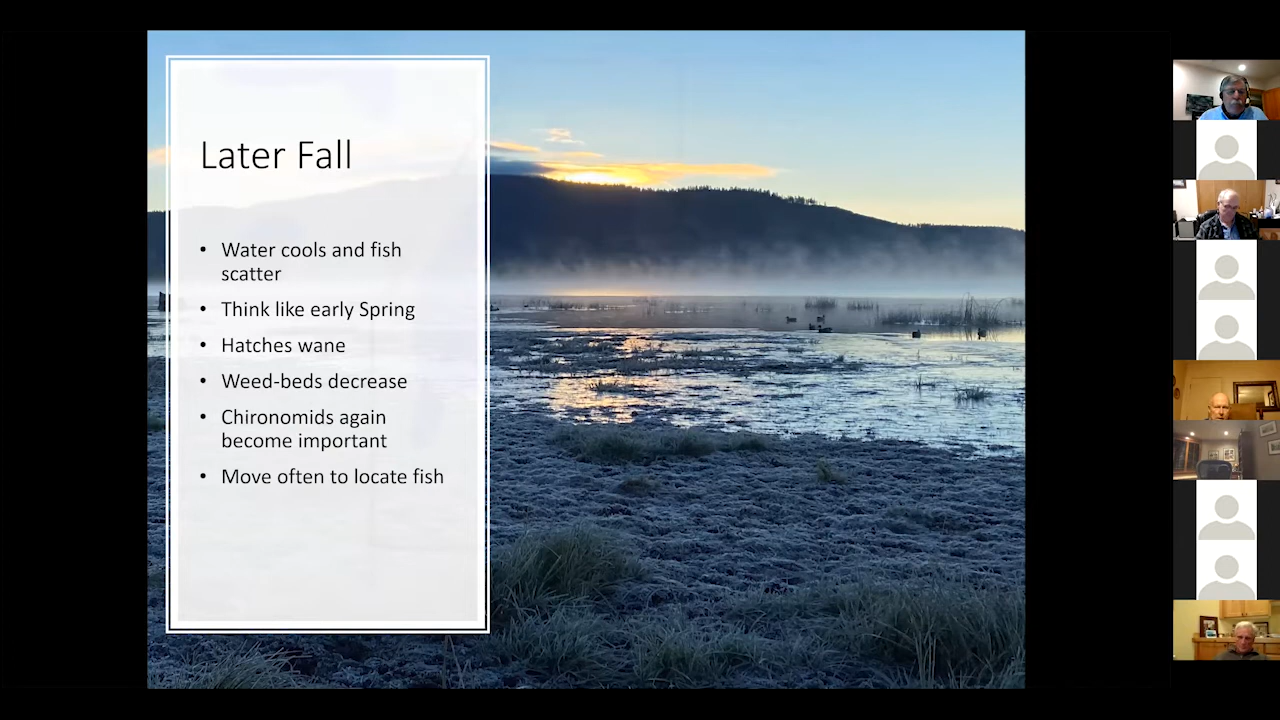 Later Fall
• Water cools and fish
scatter
• Think like early Spring
• Hatches wane
• Weed-beds decrease
• Chironomids again
become important
• Move often to locate fish